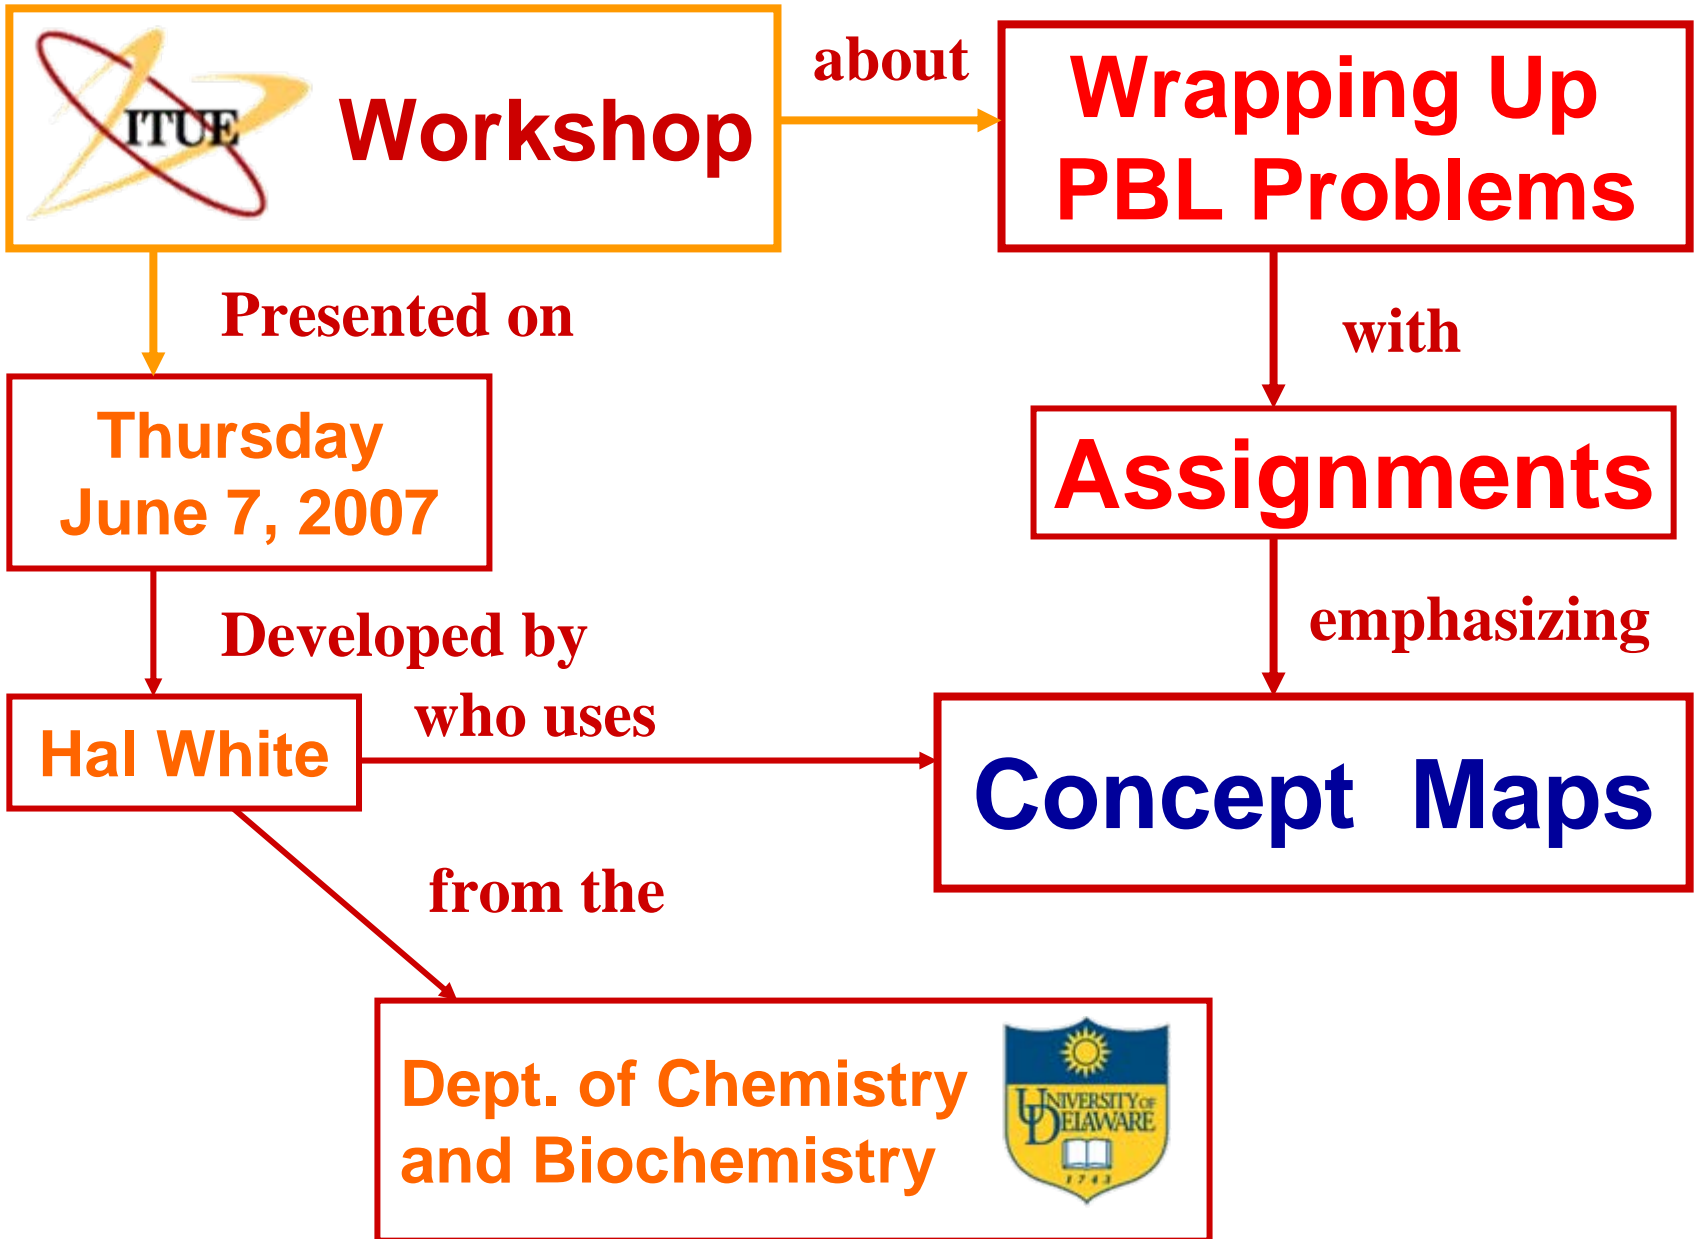 ITUE
Workshop
about
Wrapping Up
PBL Problems
Presented on
with
Thursday
June 7, 2007
Assignments
Developed by
emphasizing
Hal White
who uses
Concept Maps
from the
Dept. of Chemistry
and Biochemistry
UNIVERSITY OF
DELAWARE
1743